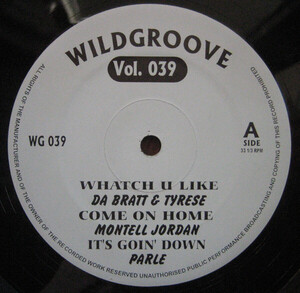 WILDGROOVE
Vol. 039
WG 039
A
SIDE
33 1/3 RPM
WHATCH U LIKE
DA BRATT & TYRESE
COME ON HOME
MONTELL JORDAN
IT'S GOIN' DOWN
PARLE
ALL RIGHTS OF THE MANUFACTURER AND OF THE OWNER OF THE RECORDED WORK RESERVED UNAUTHORISED PUBLIC PERFORMANCE BROADCASTING AND COPYING OF THIS RECORD PROHIBITED